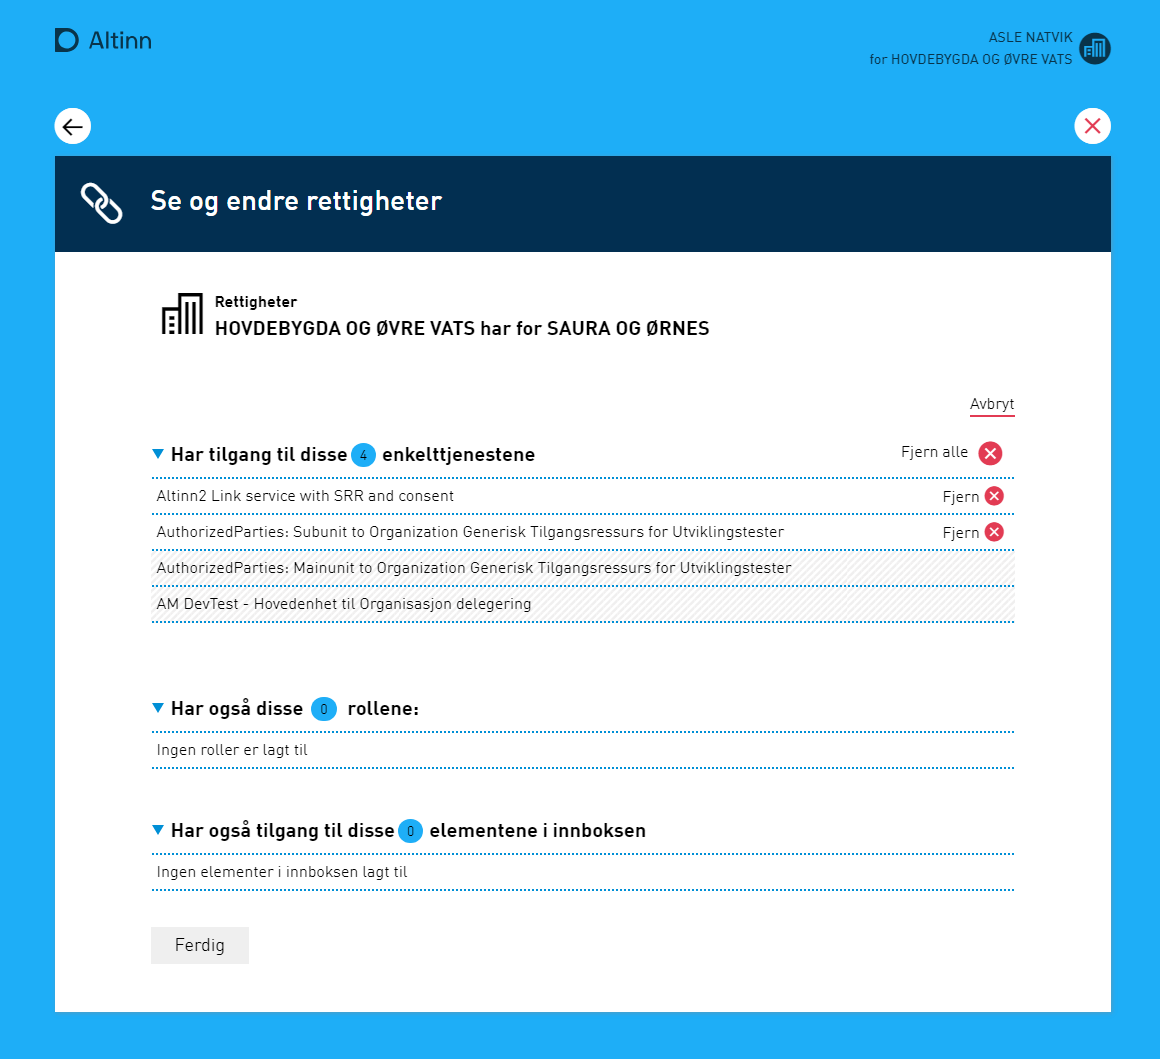 Altinn
ASLE NATVIK
for HOVDEBYGDA OG ØVRE VATS
Se og endre rettigheter
Rettigheter
HOVDEBYGDA OG ØVRE VATS har for SAURA OG ØRNES
Avbryt
Har tilgang til disse 4 enkelttjenestene Fjern alle
Altinn2 Link service with SRR and consent Fjern
AuthorizedParties: Subunit to Organization Generisk Tilgangsressurs for Utviklingstester Fjern
AuthorizedParties: Mainunit to Organization Generisk Tilgangsressurs for Utviklingstester
AM DevTest - Hovedenhet til Organisasjon delegering
Har også disse 0 rollene:
Ingen roller er lagt til
Har også tilgang til disse 0 elementene i innboksen
Ingen elementer i innboksen lagt til
Ferdig